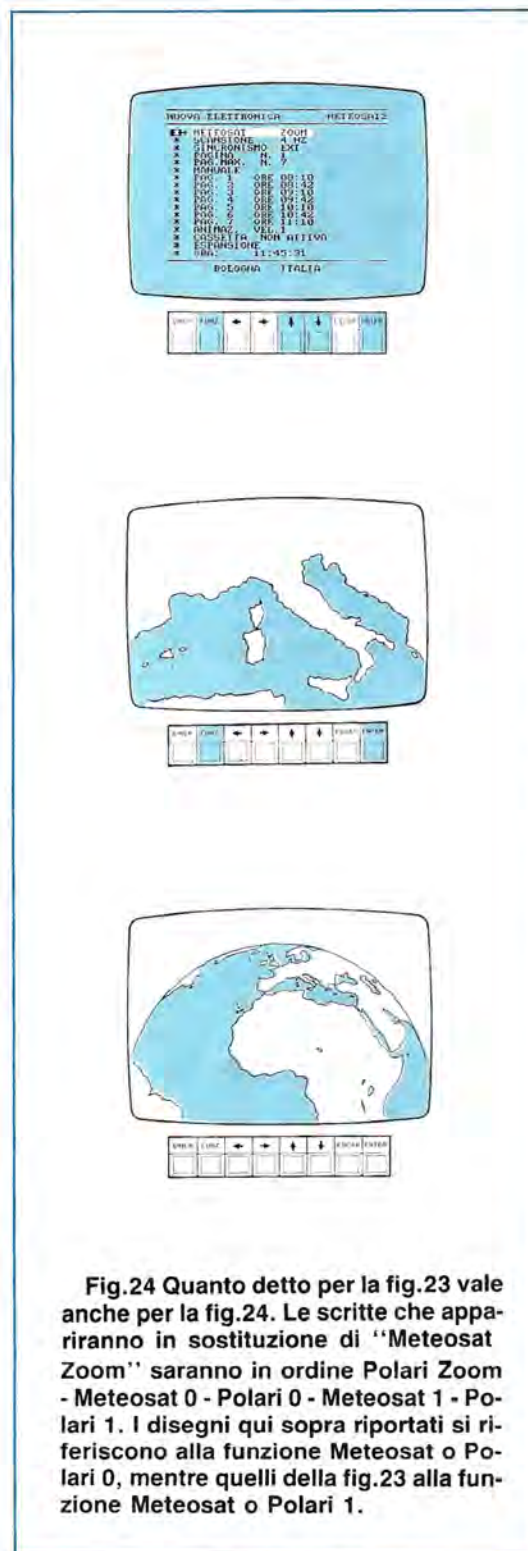 NUOVA ELETTRONICA METEOSAT2
METEOSAT ZOOM
* SCANSIONE 4 HZ
* SINCRONISMO EXT
* PAGINA N. 1
* PAG.MAX. N. 7
* MANUALE
* PAG. 1 ORE 08:10
* PAG. 2 ORE 08:42
* PAG. 3 ORE 09:10
* PAG. 4 ORE 09:42
* PAG. 5 ORE 10:10
* PAG. 6 ORE 10:42
* PAG. 7 ORE 11:10
* ANIMAZ. VEL 1
* CASSETTA NON ATTIVA
* ESPANSIONE
* ORA: 11:45:31
BOLOGNA ITALIA
FUNZ ← → ENTER
FUNZ ← → ENTER
FUNZ ← → ESCAPE ENTER
Fig.24 Quanto detto per la fig.23 vale
anche per la fig.24. Le scritte che appa-
riranno in sostituzione di “Meteosat
Zoom” saranno in ordine Polari Zoom
- Meteosat 0 - Polari 0 - Meteosat 1 - Po-
lari 1. I disegni qui sopra riportati si ri-
feriscono alla funzione Meteosat o Po-
lari 0, mentre quelli della fig.23 alla fun-
zione Meteosat o Polari 1.